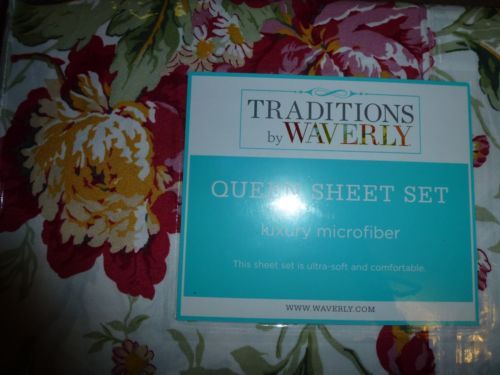 TRADITIONS
by WAVERLY
QUEEN SHEET SET
luxury microfiber
This sheet set is ultra-soft and comfortable.
WWW.WAVERLY.COM